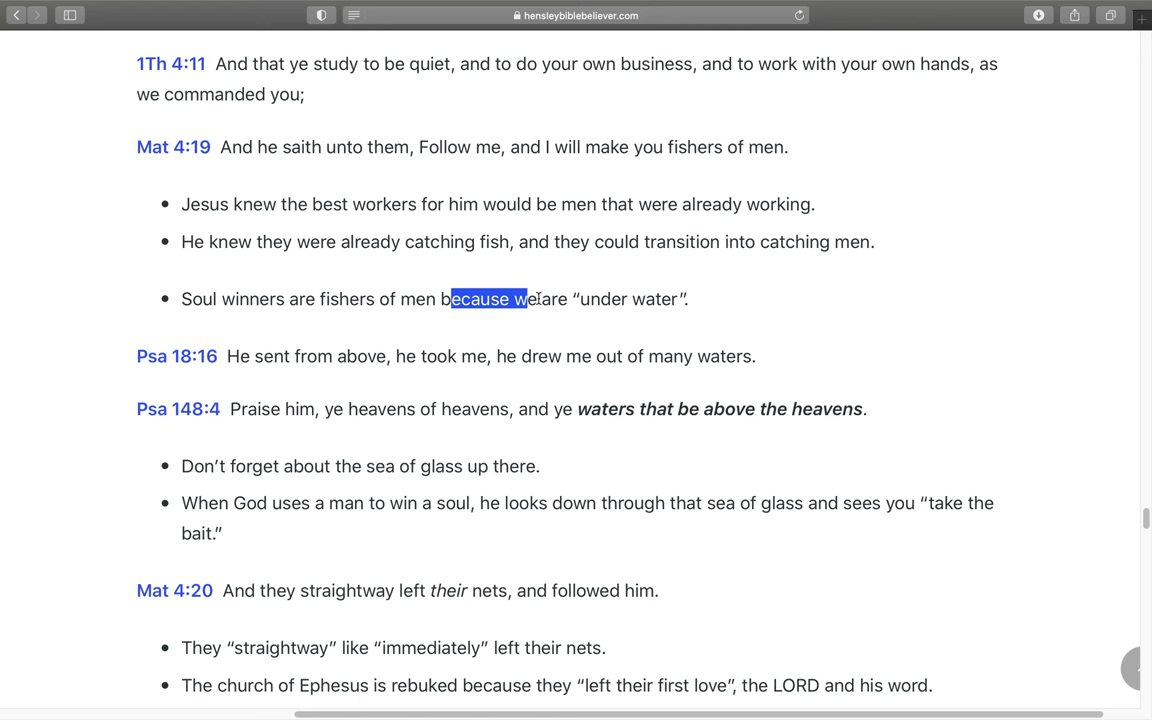 hensleybiblebeliever.com
1Th 4:11 And that ye study to be quiet, and to do your own business, and to work with your own hands, as
we commanded you;
Mat 4:19 And he saith unto them, Follow me, and I will make you fishers of men.
• Jesus knew the best workers for him would be men that were already working.
• He knew they were already catching fish, and they could transition into catching men.
• Soul winners are fishers of men because we are “under water”.
Psa 18:16 He sent from above, he took me, he drew me out of many waters.
Psa 148:4 Praise him, ye heavens of heavens, and ye waters that be above the heavens.
• Don’t forget about the sea of glass up there.
• When God uses a man to win a soul, he looks down through that sea of glass and sees you “take the
bait.”
Mat 4:20 And they straightway left their nets, and followed him.
• They “straightway” like “immediately” left their nets.
• The church of Ephesus is rebuked because they “left their first love”, the LORD and his word.